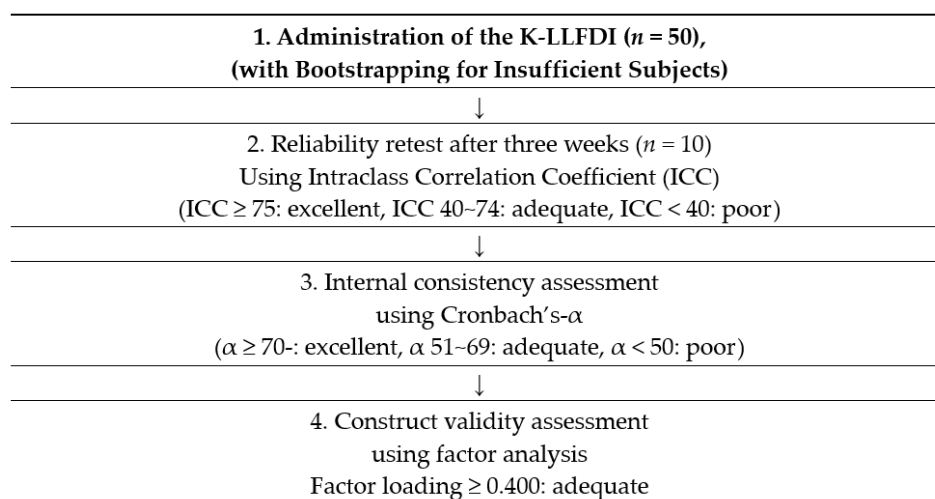 1. Administration of the K-LLFDI (n = 50),
(with Bootstrapping for Insufficient Subjects)
↓
2. Reliability retest after three weeks (n = 10)
Using Intraclass Correlation Coefficient (ICC)
(ICC ≥ 75: excellent, ICC 40~74: adequate, ICC < 40: poor)
↓
3. Internal consistency assessment
using Cronbach’s-α
(α ≥ 70-: excellent, α 51~69: adequate, α < 50: poor)
↓
4. Construct validity assessment
using factor analysis
Factor loading ≥ 0.400: adequate